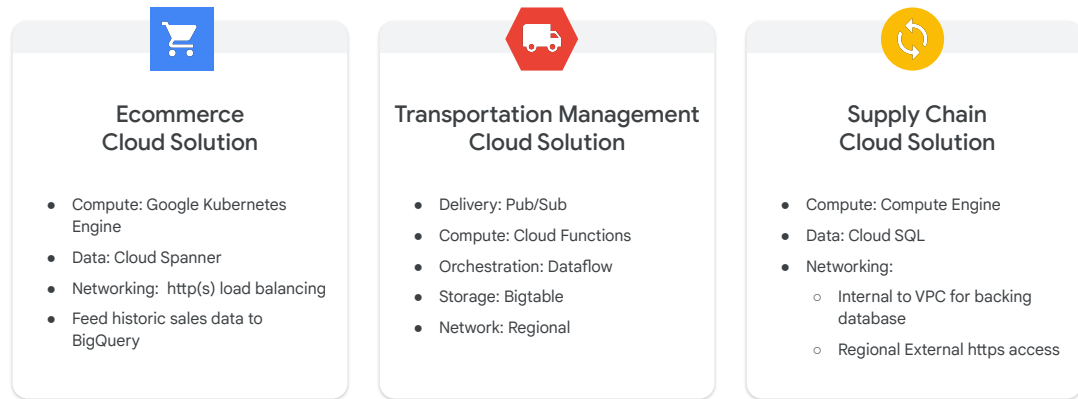 Ecommerce
Cloud Solution
● Compute: Google Kubernetes
Engine
● Data: Cloud Spanner
● Networking:  http(s) load balancing
● Feed historic sales data to
BigQuery
Transportation Management
Cloud Solution
● Delivery: Pub/Sub
● Compute: Cloud Functions
● Orchestration: Dataflow
● Storage: Bigtable
● Network: Regional
Supply Chain
Cloud Solution
● Compute: Compute Engine
● Data: Cloud SQL
● Networking:
○ Internal to VPC for backing
database
○ Regional External https access